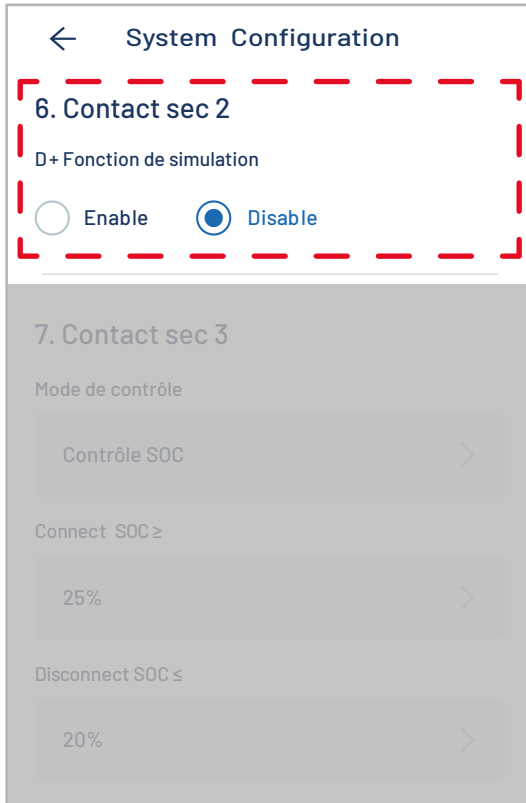 System Configuration
6. Contact sec 2
D+ Fonction de simulation
Enable Disable
7. Contact sec 3
Mode de contrôle
Contrôle SOC
Connect SOC ≥
25%
Disconnect SOC ≤
20%